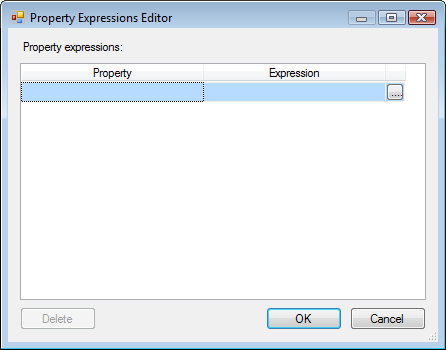 Property Expressions Editor
Property expressions:
Property Expression
...
Delete OK Cancel